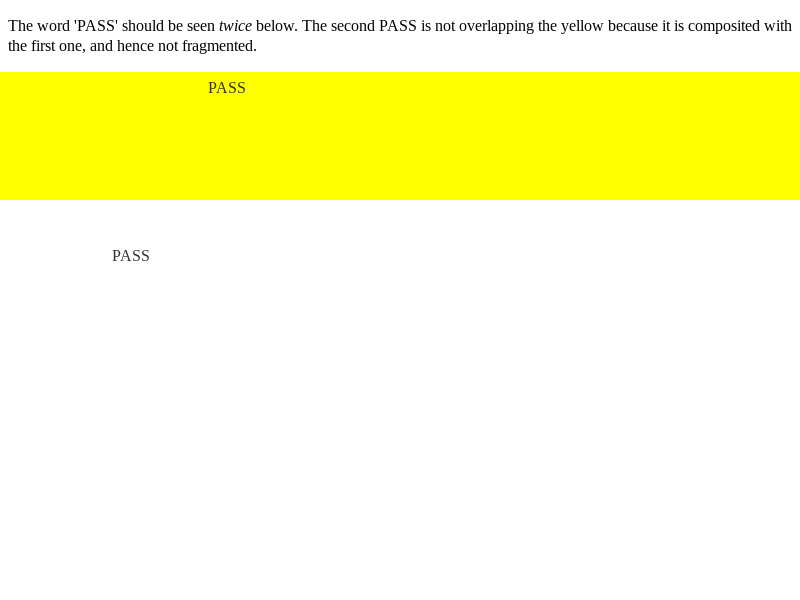 The word 'PASS' should be seen twice below. The second PASS is not overlapping the yellow because it is composited with
the first one, and hence not fragmented.
PASS
PASS